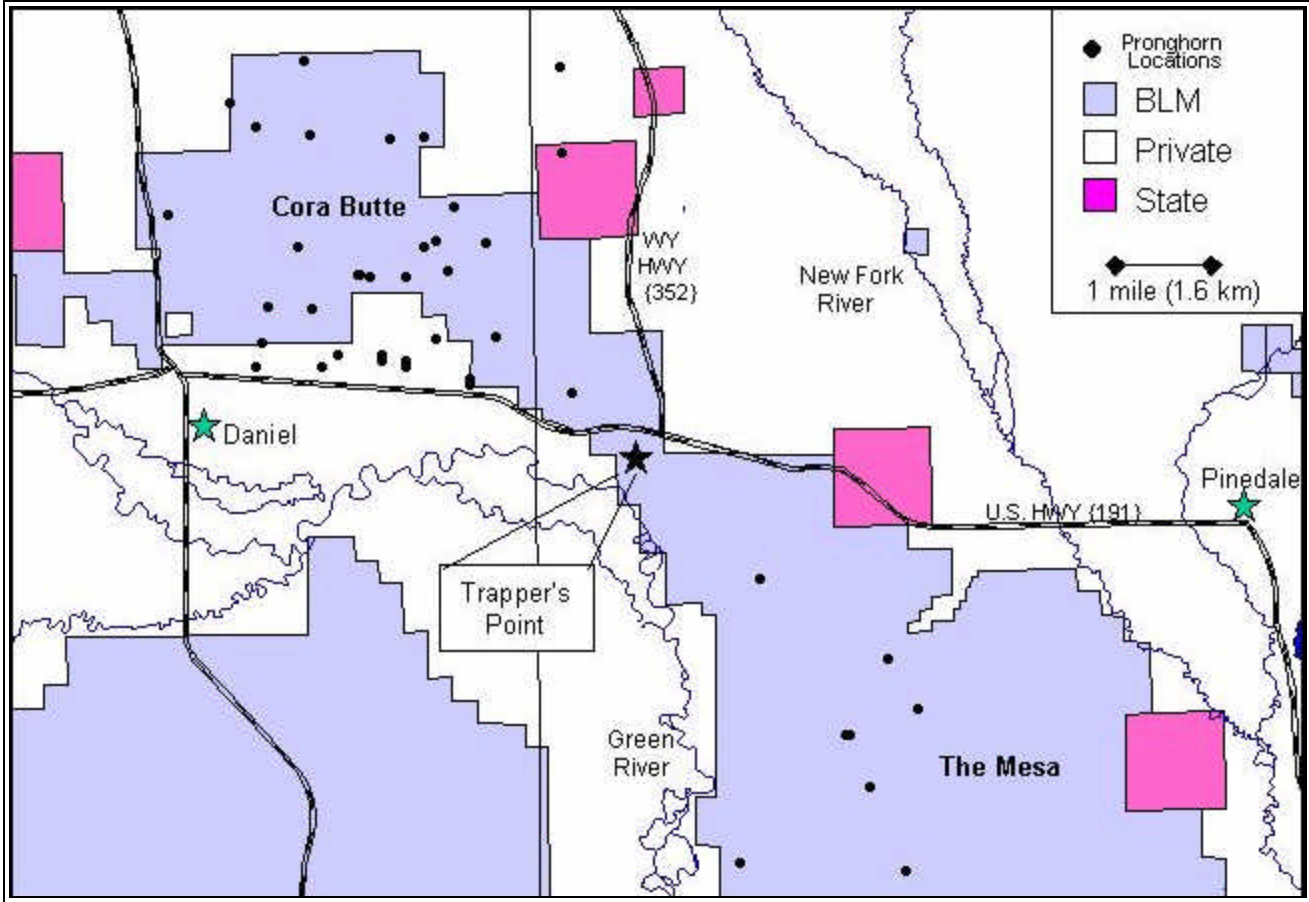 Pronghorn
Locations
BLM
Private
State
1 mile (1.6 km)
Cora Butte
WY
HWY
{352}
New Fork
River
Daniel
Pinedale
U.S. HWY {191}
Trapper's
Point
Green
River
The Mesa